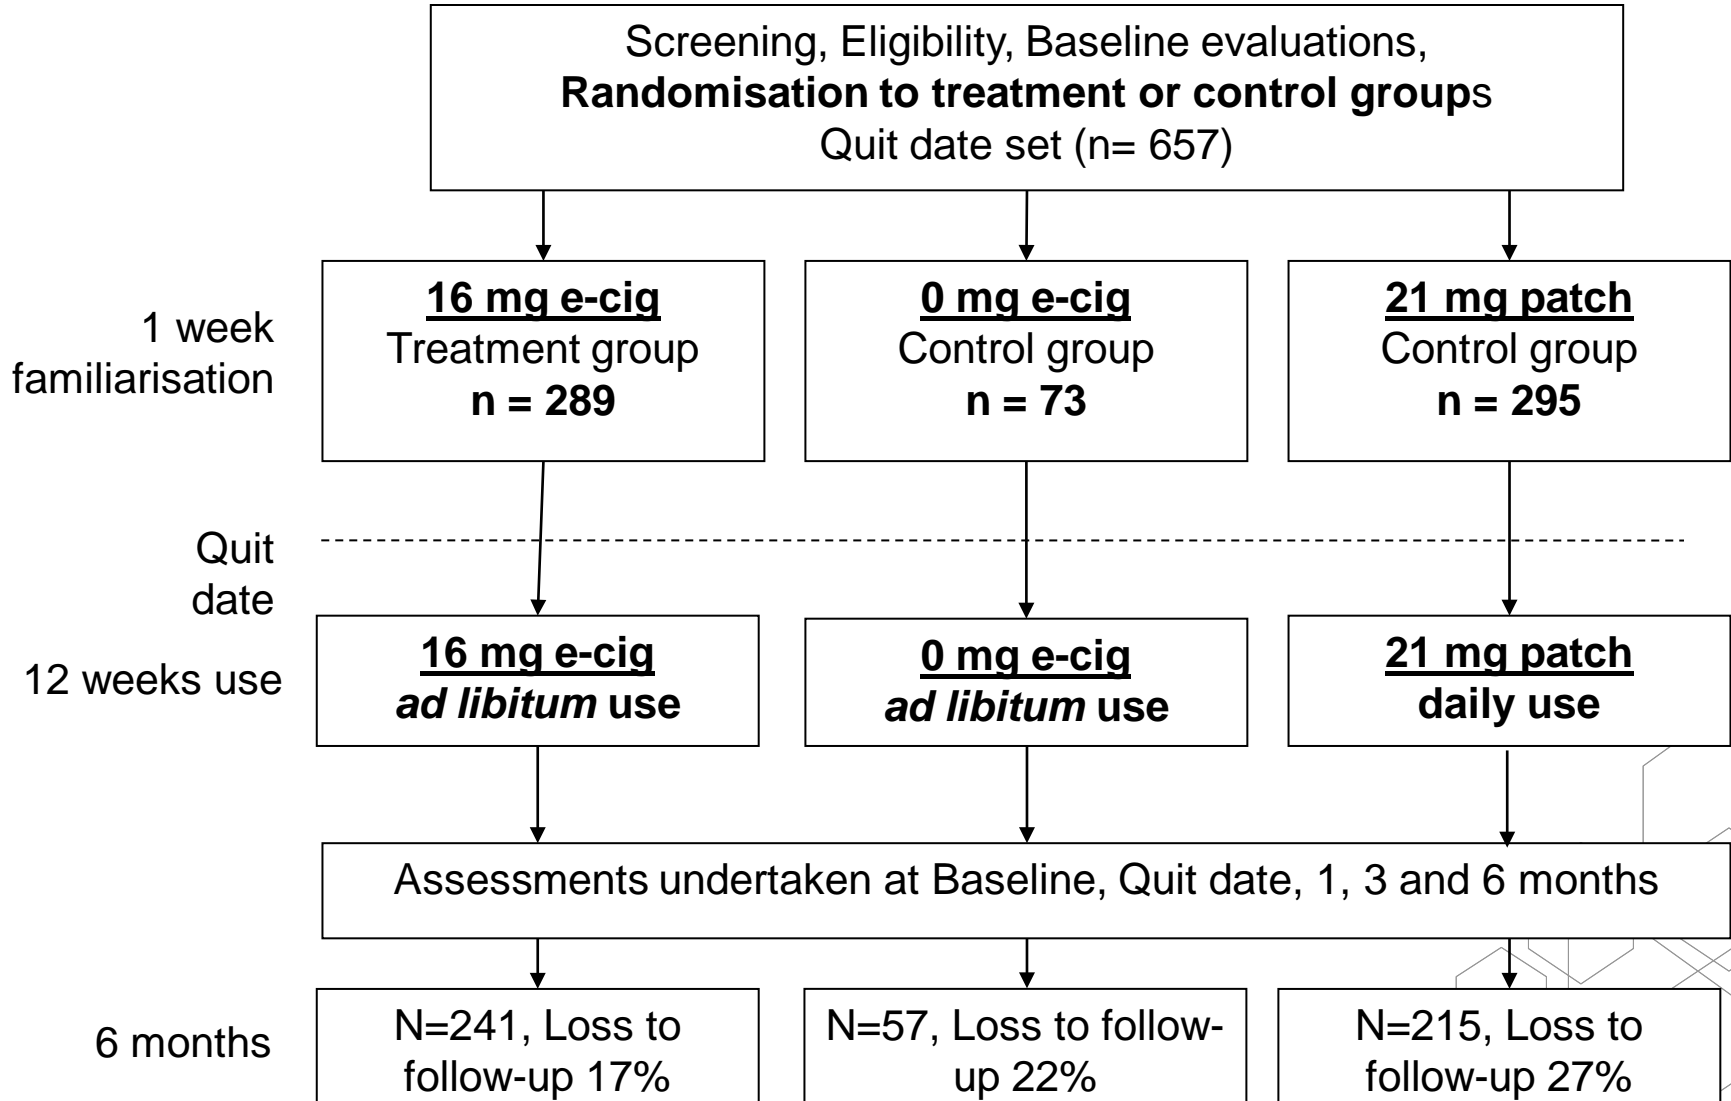 Screening, Eligibility, Baseline evaluations,
Randomisation to treatment or control groups
Quit date set (n= 657)
1 week
familiarisation
16 mg e-cig
Treatment group
n = 289
0 mg e-cig
Control group
n = 73
21 mg patch
Control group
n = 295
Quit
date
12 weeks use
16 mg e-cig
ad libitum use
0 mg e-cig
ad libitum use
21 mg patch
daily use
Assessments undertaken at Baseline, Quit date, 1, 3 and 6 months
6 months
N=241, Loss to
follow-up 17%
N=57, Loss to follow-
up 22%
N=215, Loss to
follow-up 27%